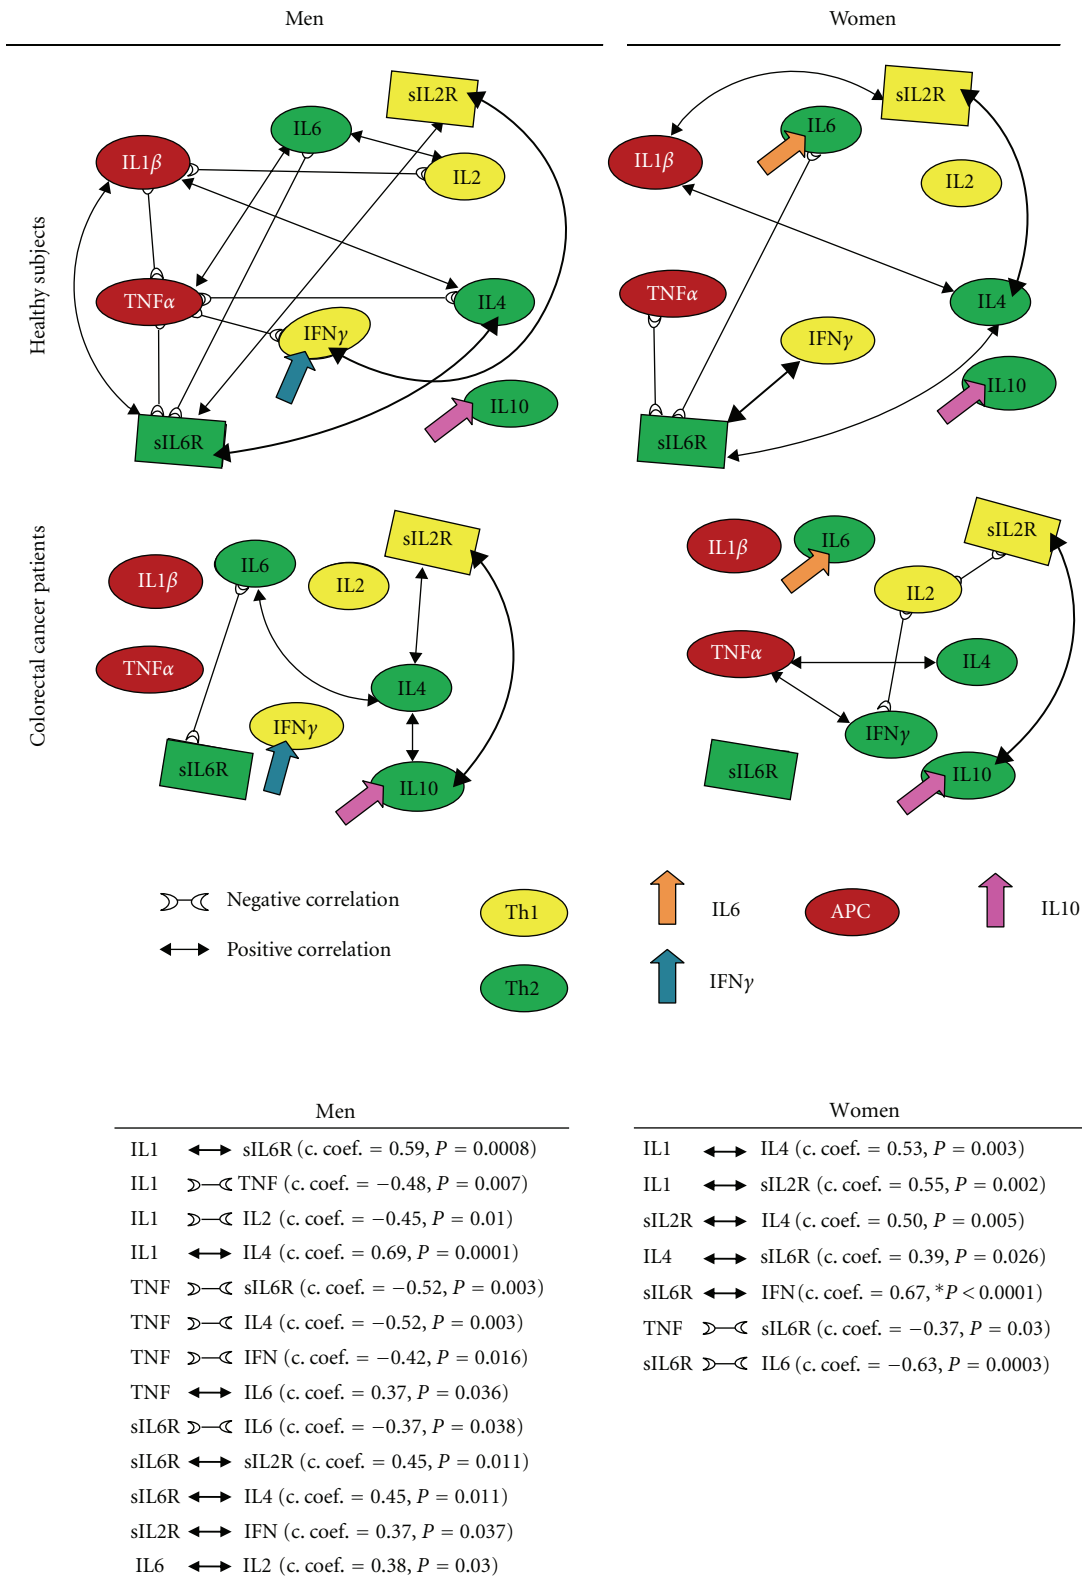 Men
Women
Healthy subjects
sIL2R
IL6
IL1β
IL2
TNFα
IL4
IFNγ
IL10
sIL6R
sIL2R
IL6
IL1β
IL2
TNFα
IL4
IFNγ
IL10
sIL6R
Colorectal cancer patients
sIL2R
IL6
IL1β
IL2
TNFα
IL4
IFNγ
sIL6R
IL10
sIL2R
IL6
IL1β
IL2
TNFα
IL4
IFNγ
sIL6R
IL10
Negative correlation
Positive correlation
Th1
Th2
IL6
IFNγ
APC
IL10
Men
IL1 sIL6R (c. coef. = 0.59, P = 0.0008)
IL1 TNF (c. coef. = −0.48, P = 0.007)
IL1 IL2 (c. coef. = −0.45, P = 0.01)
IL1 IL4 (c. coef. = 0.69, P = 0.0001)
TNF sIL6R (c. coef. = −0.52, P = 0.003)
TNF IL4 (c. coef. = −0.52, P = 0.003)
TNF IFN (c. coef. = −0.42, P = 0.016)
TNF IL6 (c. coef. = 0.37, P = 0.036)
sIL6R IL6 (c. coef. = −0.37, P = 0.038)
sIL6R sIL2R (c. coef. = 0.45, P = 0.011)
sIL6R IL4 (c. coef. = 0.45, P = 0.011)
sIL2R IFN (c. coef. = 0.37, P = 0.037)
IL6 IL2 (c. coef. = 0.38, P = 0.03)
Women
IL1 IL4 (c. coef. = 0.53, P = 0.003)
IL1 sIL2R (c. coef. = 0.55, P = 0.002)
sIL2R IL4 (c. coef. = 0.50, P = 0.005)
IL4 sIL6R (c. coef. = 0.39, P = 0.026)
sIL6R IFN (c. coef. = 0.67, *P < 0.0001)
TNF sIL6R (c. coef. = −0.37, P = 0.03)
sIL6R IL6 (c. coef. = −0.63, P = 0.0003)